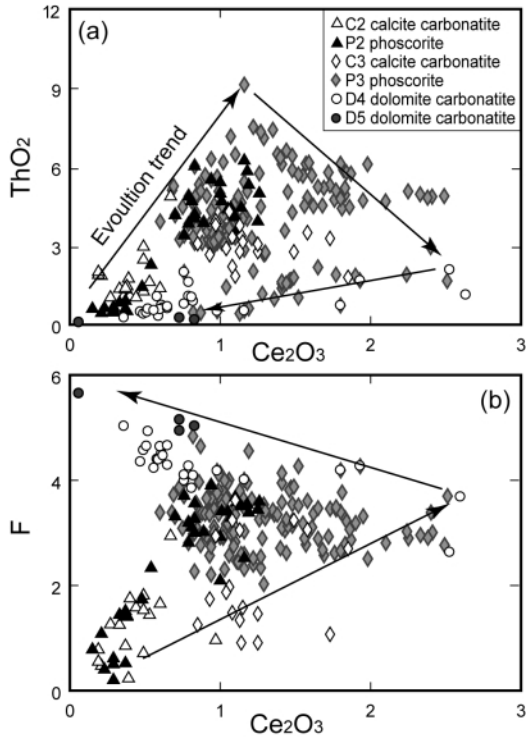 (a)
C2 calcite carbonatite
P2 phoscorite
C3 calcite carbonatite
P3 phoscorite
D4 dolomite carbonatite
D5 dolomite carbonatite
12
9
6
3
0
ThO2
Evoultion trend
0 1 2 3
Ce2O3
(b)
6
4
2
0
F
0 1 2 3
Ce2O3